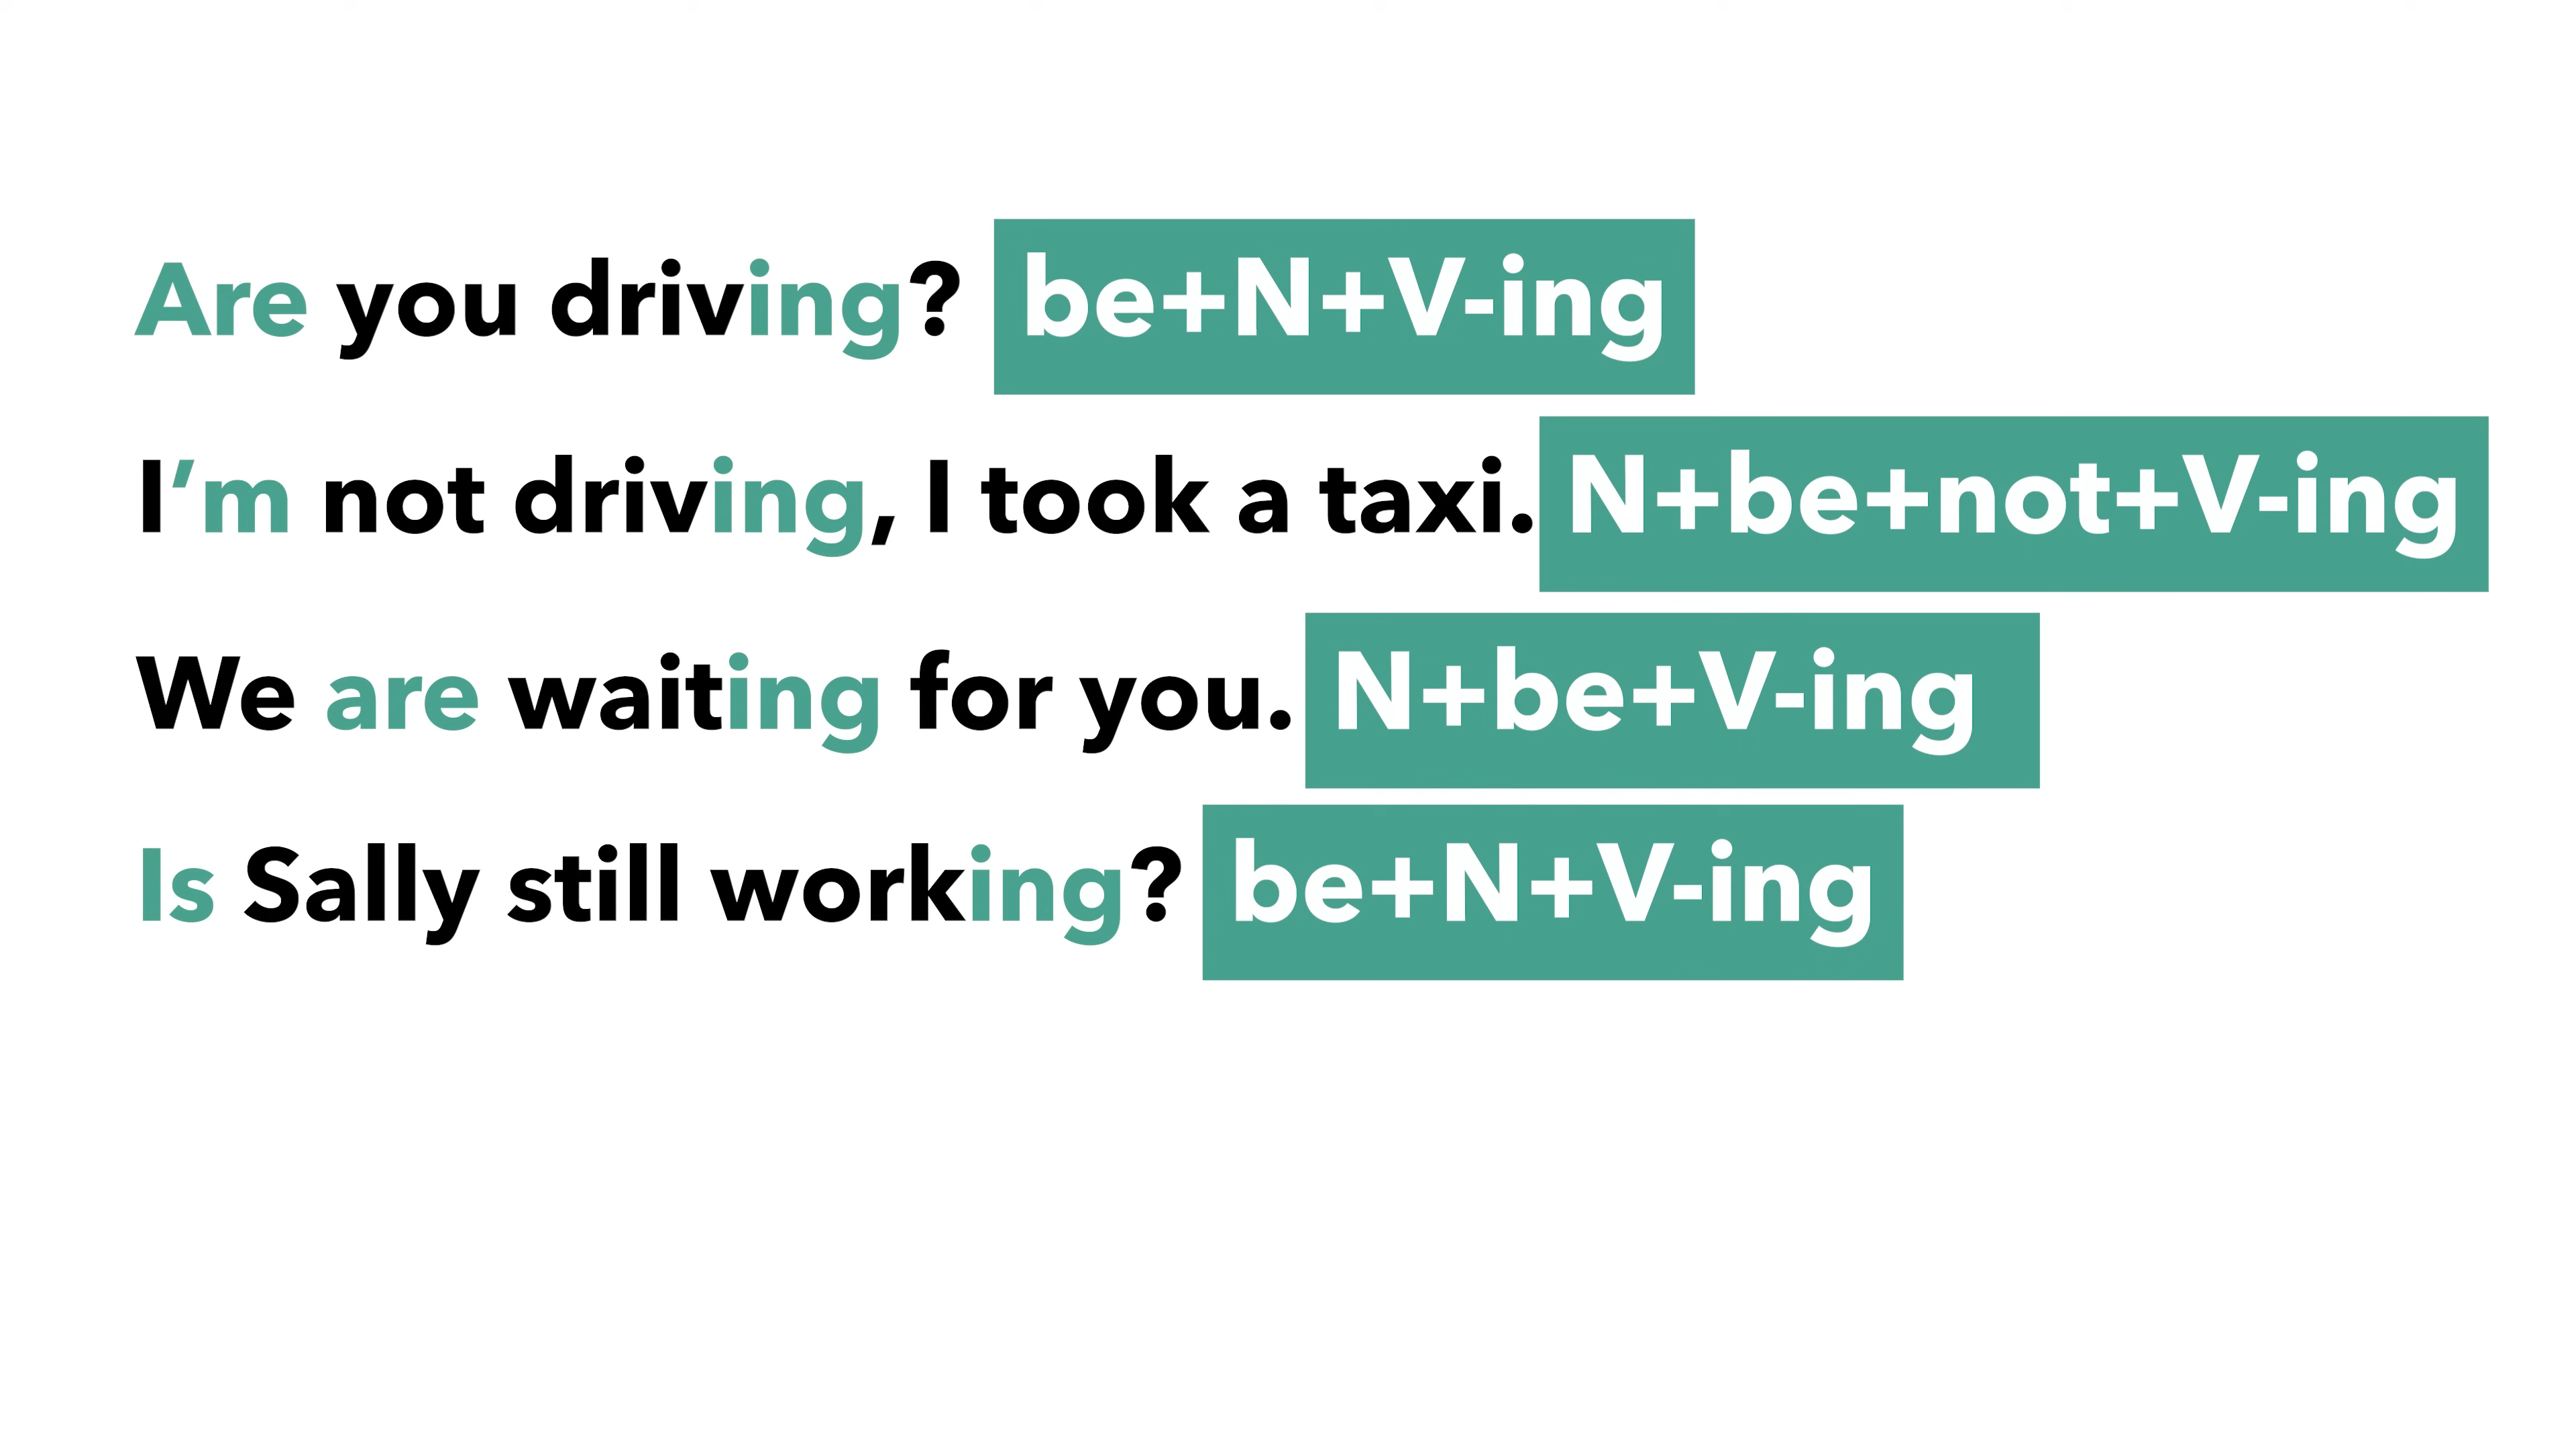 Are you driving? be+N+V-ing
I’m not driving, I took a taxi. N+be+not+V-ing
We are waiting for you. N+be+V-ing
Is Sally still working? be+N+V-ing